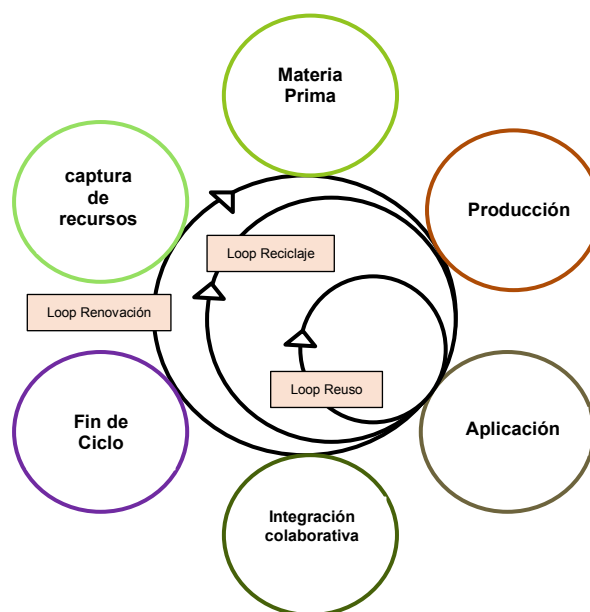 Materia
Prima
captura
de
recursos
Producción
Loop Reciclaje
Loop Renovación
Loop Reuso
Fin de
Ciclo
Aplicación
Integración
colaborativa